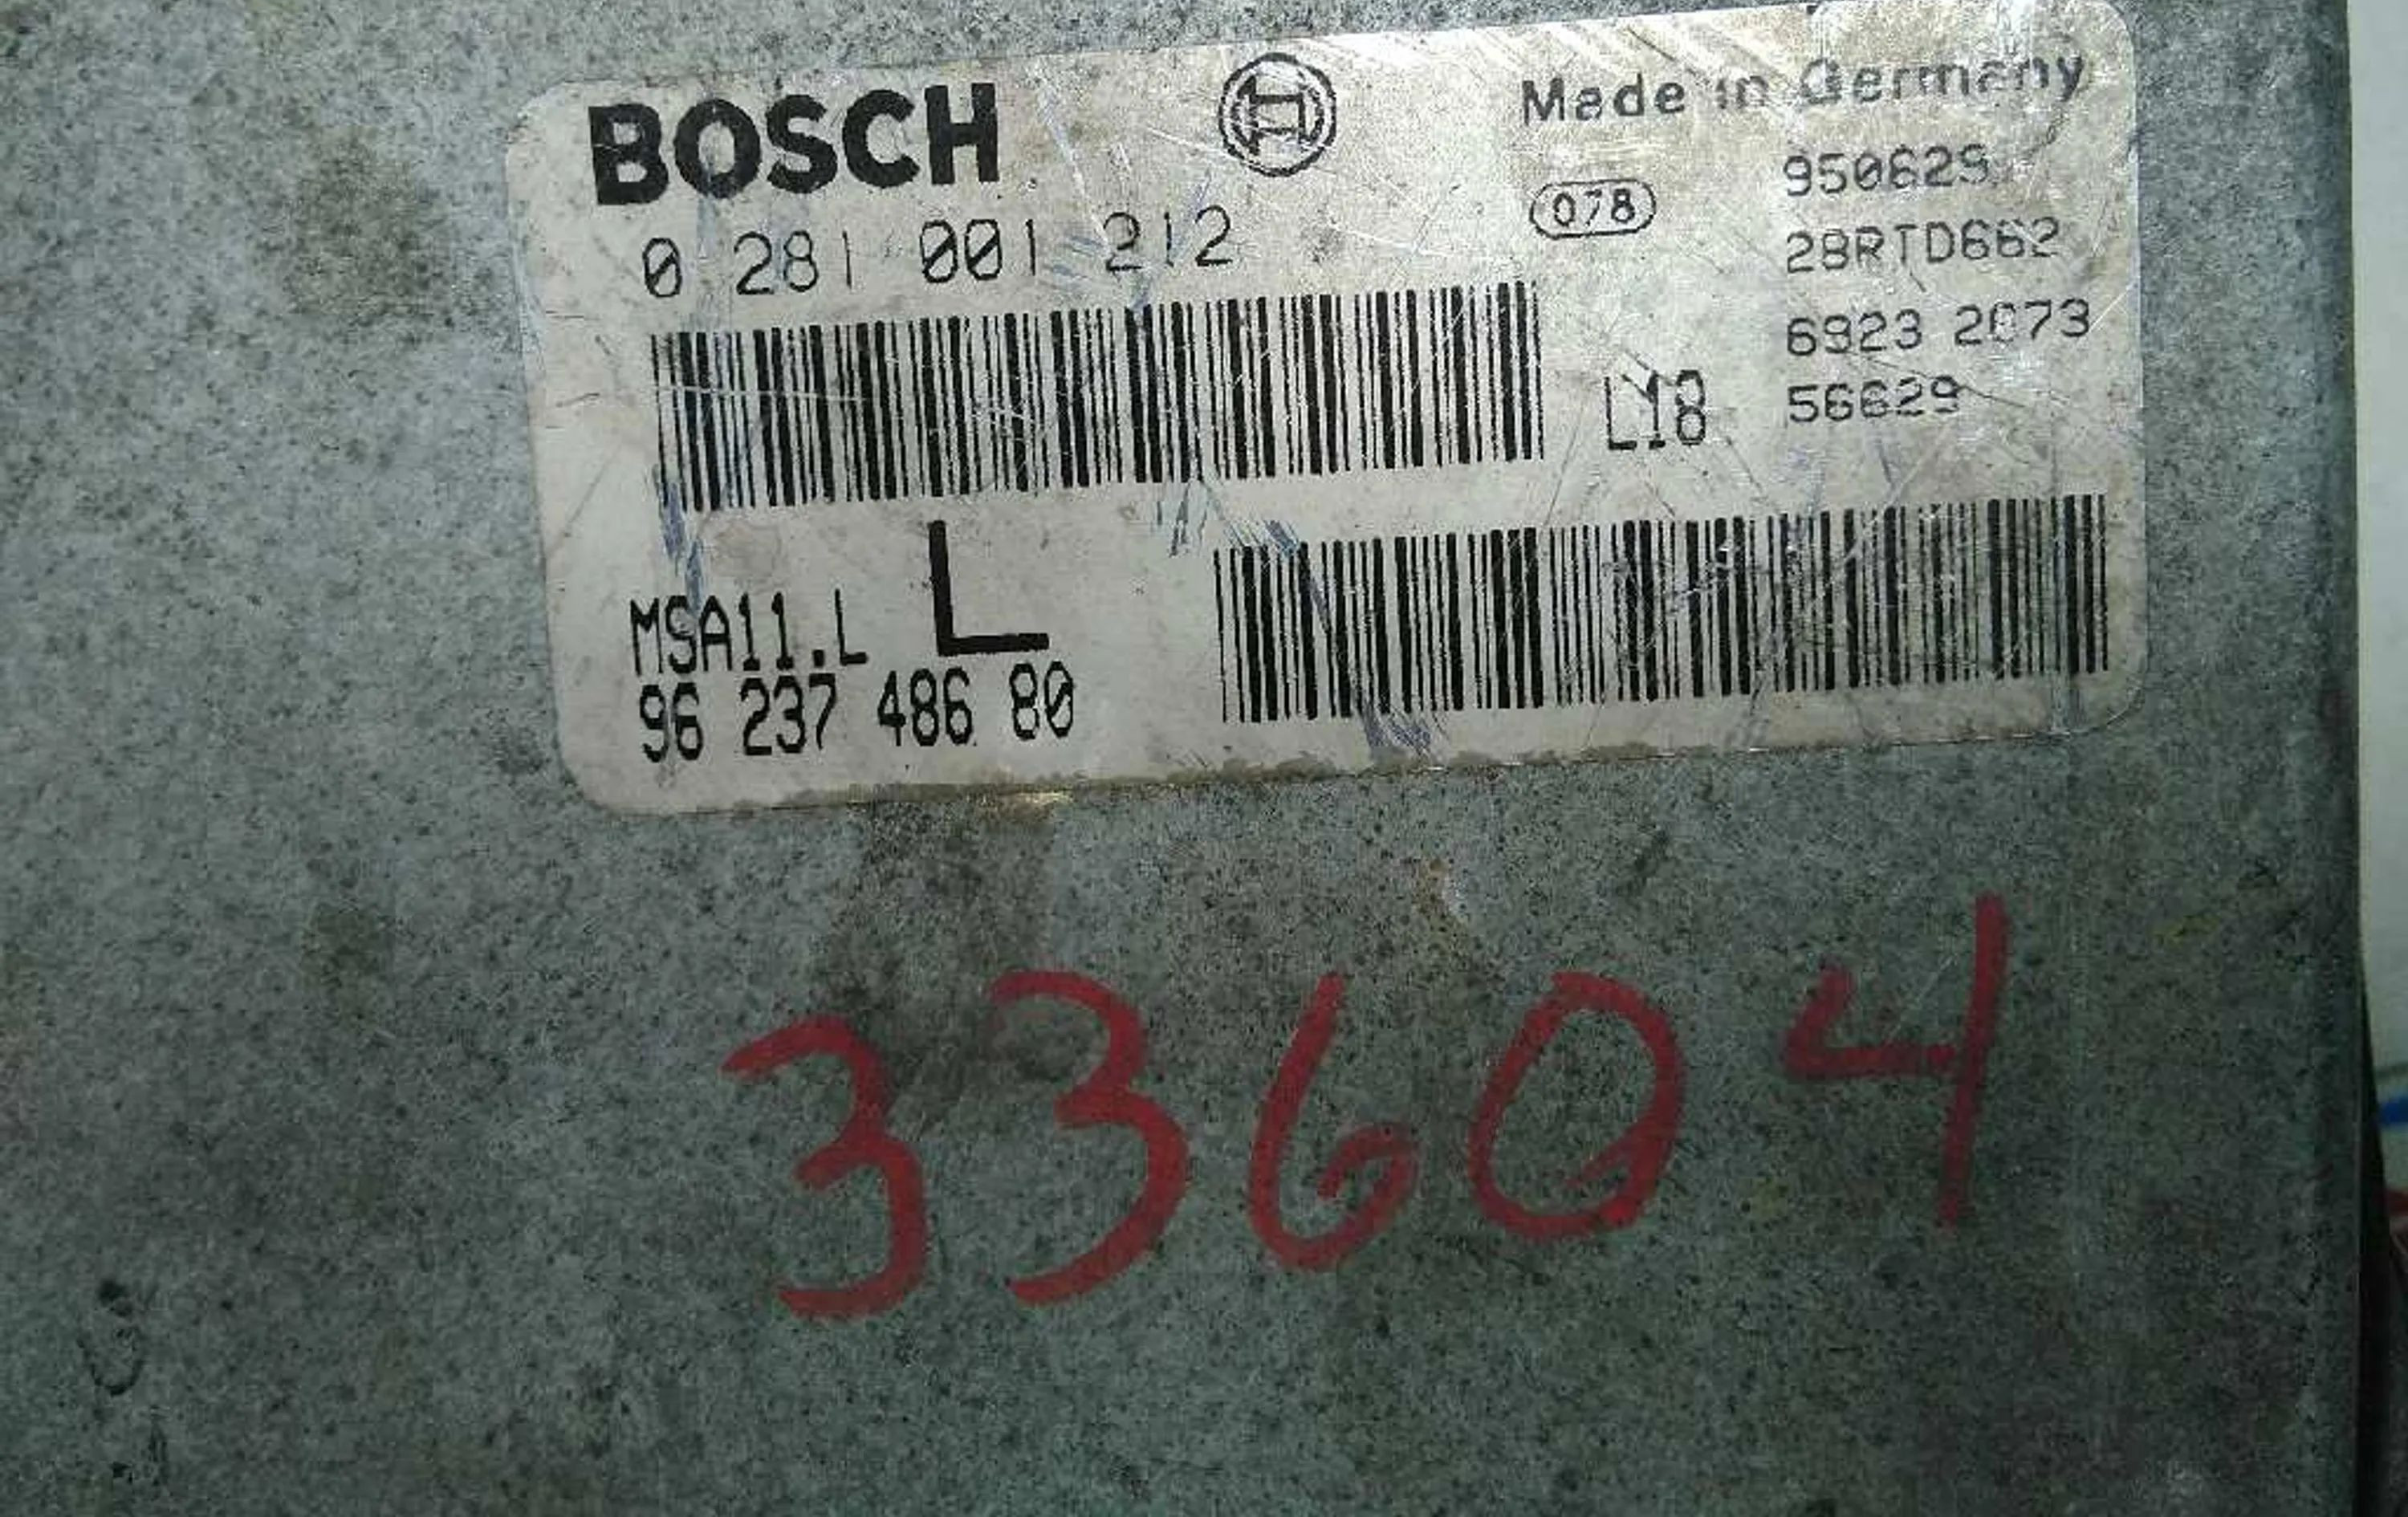 BOSCH
Made in Germany
0 281 001 212
078
950629
28RTD662
6923 2673
L18
56629
MSA11.L L
96 237 486 80
33604